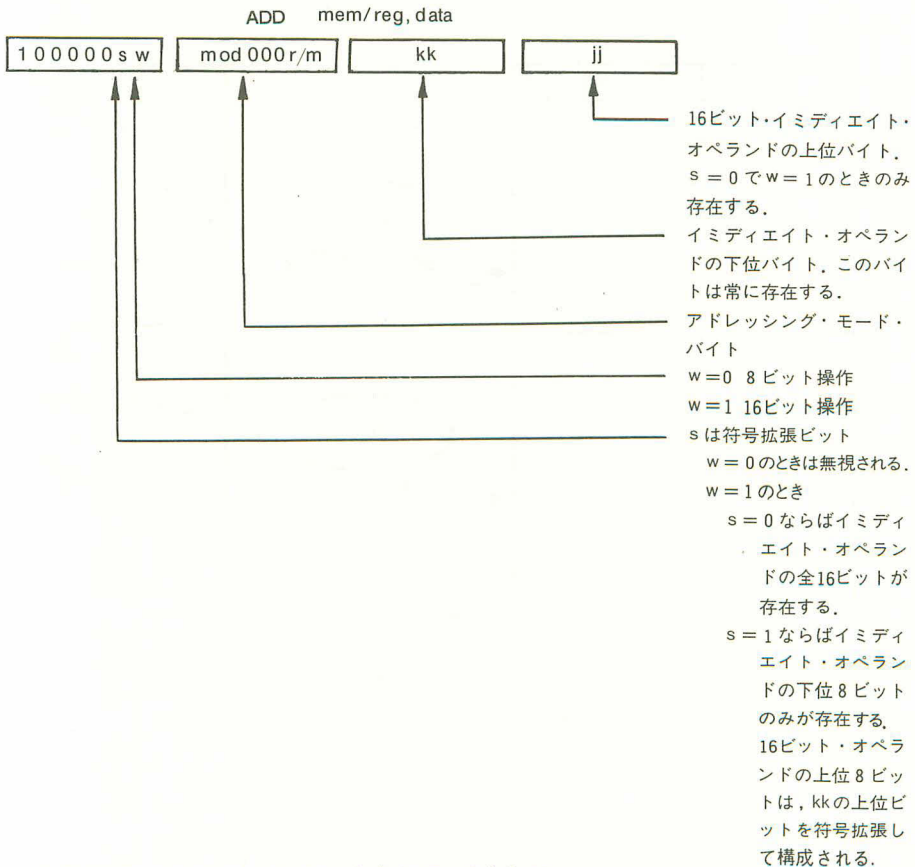 ADD mem/reg, data
100000sw mod000r/m kk jj
16ビット・イミディエイト・
オペランドの上位バイト．
s＝0でw＝1のときのみ
存在する．
イミディエイト・オペラン
ドの下位バイト．このバイ
トは常に存在する．
アドレッシング・モード・
バイト
w＝0 8ビット操作
w＝1 16ビット操作
sは符号拡張ビット
w＝0のときは無視される．
w＝1のとき
s＝0ならばイミディ
エイト・オペラン
ドの全16ビットが
存在する．
s＝1ならばイミディ
エイト・オペラン
ドの下位8ビット
のみが存在する．
16ビット・オペラ
ンドの上位8ビッ
トは，kkの上位ビ
ットを符号拡張し
て構成される．